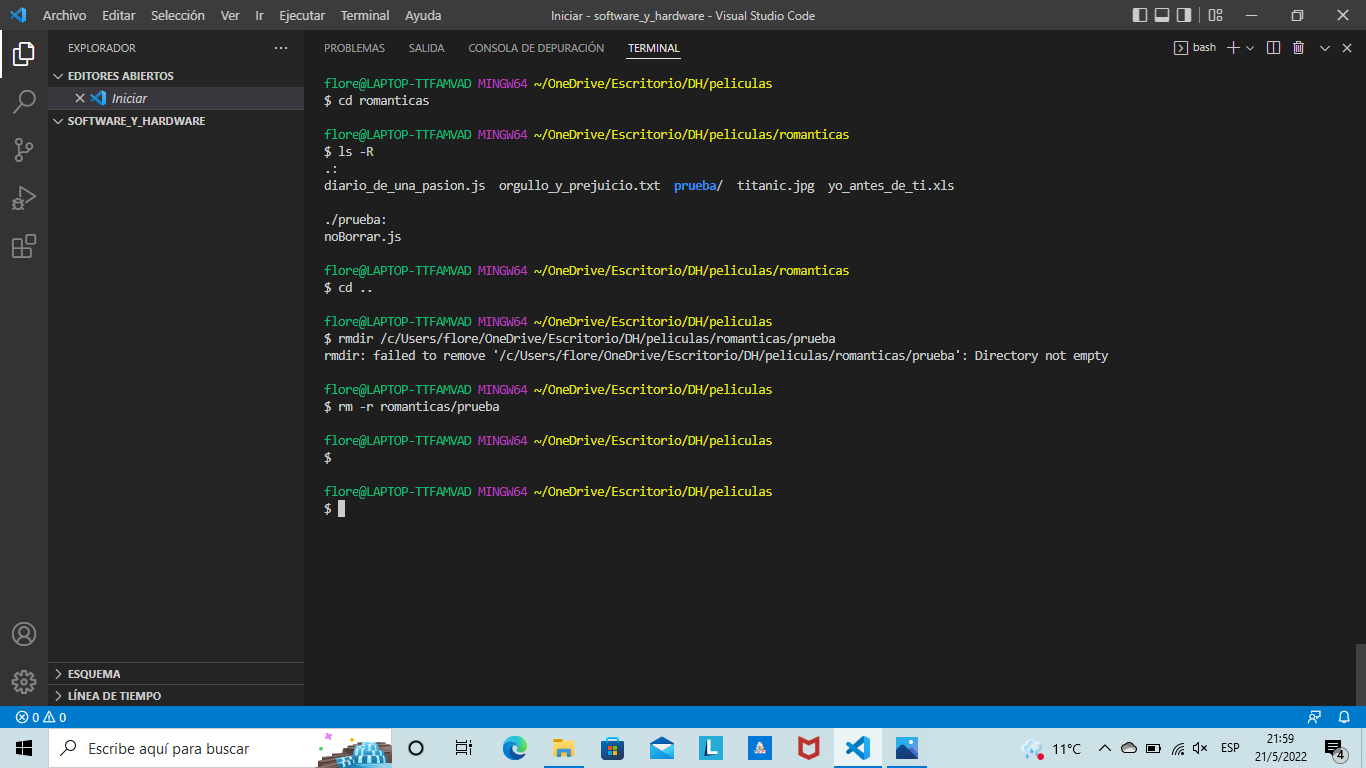 Archivo Editar Selección Ver Ir Ejecutar Terminal Ayuda Iniciar - software_y_hardware - Visual Studio Code
EXPLORADOR ···
EDITORES ABIERTOS
Iniciar
SOFTWARE_Y_HARDWARE
ESQUEMA
LÍNEA DE TIEMPO
PROBLEMAS SALIDA CONSOLA DE DEPURACIÓN TERMINAL bash
flore@LAPTOP-TTFAMVAD MINGW64 ~/OneDrive/Escritorio/DH/peliculas
$ cd romanticas
flore@LAPTOP-TTFAMVAD MINGW64 ~/OneDrive/Escritorio/DH/peliculas/romanticas
$ ls -R
.:
diario_de_una_pasion.js orgullo_y_prejuicio.txt prueba/ titanic.jpg yo_antes_de_ti.xls
./prueba:
noBorrar.js
flore@LAPTOP-TTFAMVAD MINGW64 ~/OneDrive/Escritorio/DH/peliculas/romanticas
$ cd ..
flore@LAPTOP-TTFAMVAD MINGW64 ~/OneDrive/Escritorio/DH/peliculas
$ rmdir /c/Users/flore/OneDrive/Escritorio/DH/peliculas/romanticas/prueba
rmdir: failed to remove '/c/Users/flore/OneDrive/Escritorio/DH/peliculas/romanticas/prueba': Directory not empty
flore@LAPTOP-TTFAMVAD MINGW64 ~/OneDrive/Escritorio/DH/peliculas
$ rm -r romanticas/prueba
flore@LAPTOP-TTFAMVAD MINGW64 ~/OneDrive/Escritorio/DH/peliculas
$
flore@LAPTOP-TTFAMVAD MINGW64 ~/OneDrive/Escritorio/DH/peliculas
$
0 0
Escribe aquí para buscar
L
11°C
ESP
21:59
21/5/2022
4